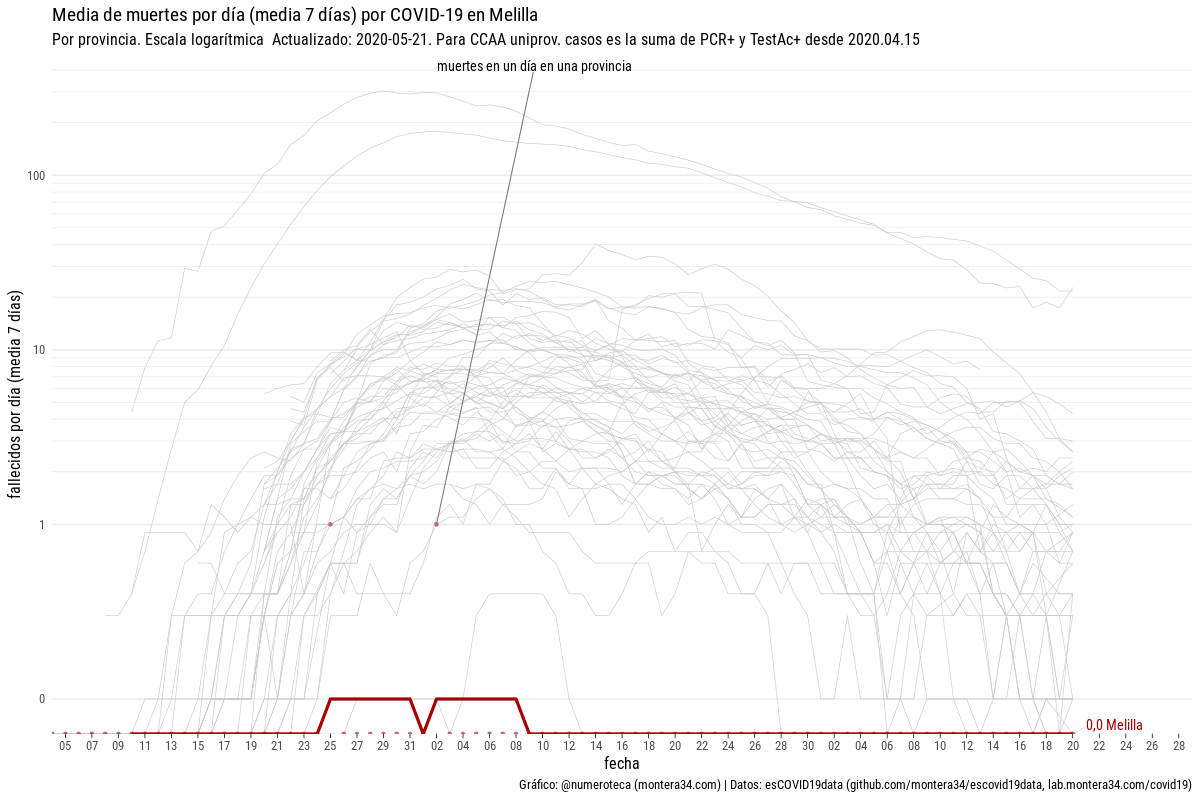 Media de muertes por día (media 7 días) por COVID-19 en Melilla
Por provincia. Escala logarítmica  Actualizado: 2020-05-21. Para CCAA uniprov. casos es la suma de PCR+ y TestAc+ desde 2020.04.15
muertes en un día en una provincia
fallecidos por día (media  7 días)
100
10
1
0
0,0 Melilla
05 07 09 11 13 15 17 19 21 23 25 27 29 31 02 04 06 08 10 12 14 16 18 20 22 24 26 28 30 02 04 06 08 10 12 14 16 18 20 22 24 26 28
fecha
Gráfico: @numeroteca (montera34.com) | Datos: esCOVID19data (github.com/montera34/escovid19data, lab.montera34.com/covid19)